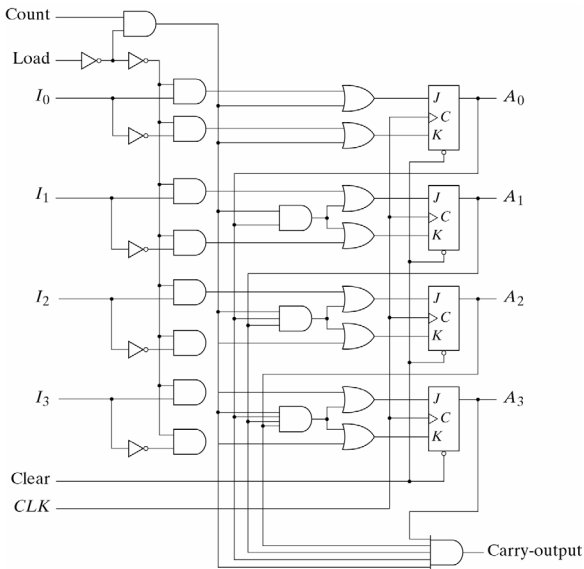 Count
Load
I0 J A0
C
K
I1 J A1
C
K
I2 J A2
C
K
I3 J A3
C
K
Clear
CLK
Carry-output